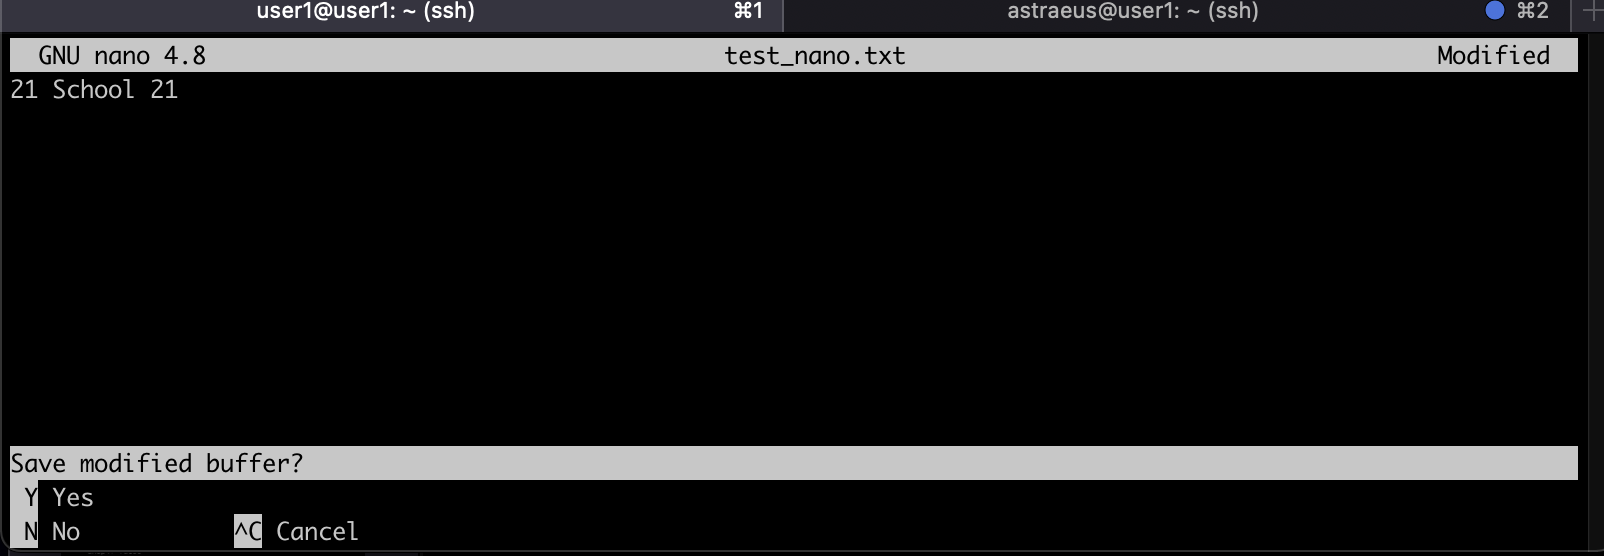 user1@user1: ~ (ssh) ⌘1 astraeus@user1: ~ (ssh) ⌘2
GNU nano 4.8 test_nano.txt Modified
21 School 21
Save modified buffer?
Y Yes
N No ^C Cancel